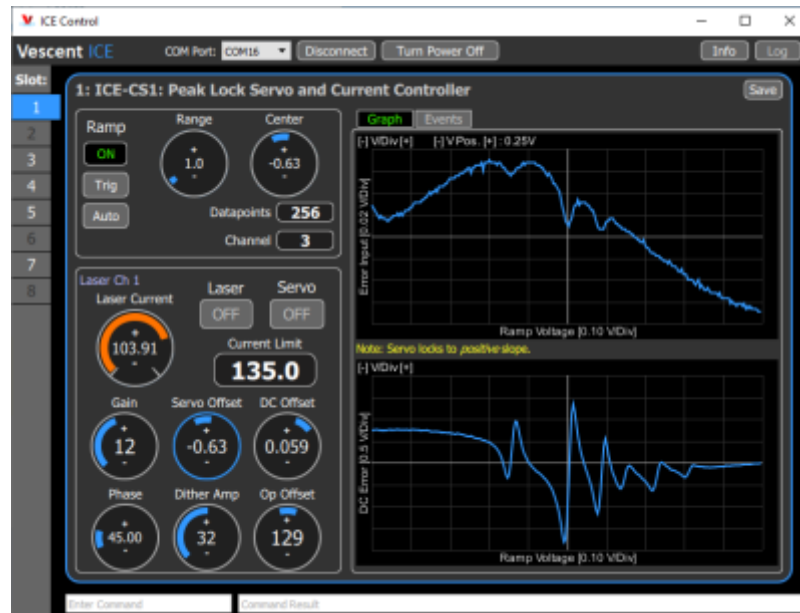 ICE Control
Vescent ICE COM Port: COM16 Disconnect Turn Power Off Info Log
Slot:
1
2
3
4
5
6
7
8
1: ICE-CS1: Peak Lock Servo and Current Controller Save
Ramp Range Center
ON
+ 1.0 -
+ -0.63 -
Trig
Auto
Datapoints 256
Channel 3
Laser Ch 1
Laser Current Laser Servo
OFF OFF
+ 103.91 -
Current Limit
135.0
Gain Servo Offset DC Offset
+ 12 -
+ -0.63 -
+ 0.059 -
Phase Dither Amp Op Offset
+ 45.00 -
+ 32 -
+ 129 -
Graph Events
[-] V/Div [+] [-] V Pos. [+] : 0.25V
Error Input [0.02 V/Div]
Ramp Voltage [0.10 V/Div]
Note: Servo locks to positive slope.
[-] V/Div [+]
DC Error [0.5 V/Div]
Ramp Voltage [0.10 V/Div]
Enter Command Command Result